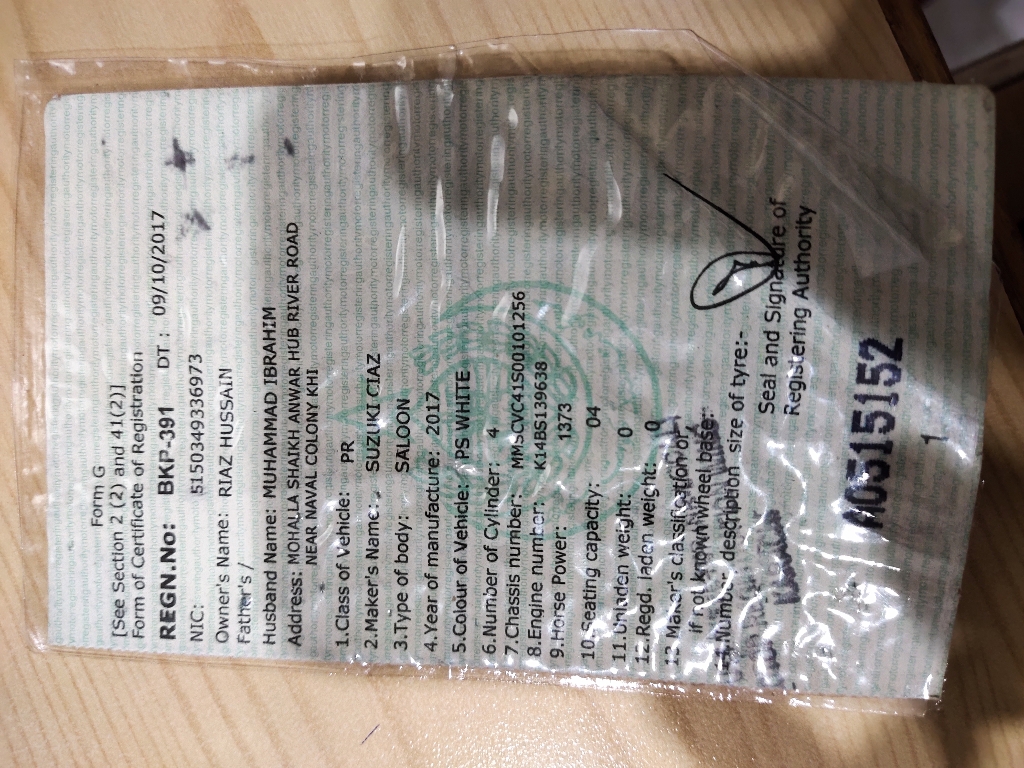 Form G
[See Section 2 (2) and 41(2)]
Form of Certificate of Registration
REGN.No: BKP-391 DT.: 09/10/2017
NIC: 5150349336973
Owner's Name: RIAZ HUSSAIN
Father's /
Husband Name: MUHAMMAD IBRAHIM
Address: MOHALLA SHAIKH ANWAR HUB RIVER ROAD
NEAR NAVAL COLONY KHI
1.Class of Vehicle: PR
2.Maker's Name: SUZUKI CIAZ
3.Type of body: SALOON
4.Year of manufacture: 2017
5.Colour of Vehicle: PS WHITE
6.Number of Cylinder: 4
7.Chassis number: MMSCVC41S00101256
8.Engine number: K14BS139638
9.Horse Power: 1373
10.Seating capacity: 04
11.Unladen weight: 0
12.Regd. laden weight: 0
13.Maker's classification or
if not known wheel base:
14.Number description size of tyre:-
Seal and Signature of
Registering Authority
A0515152
1